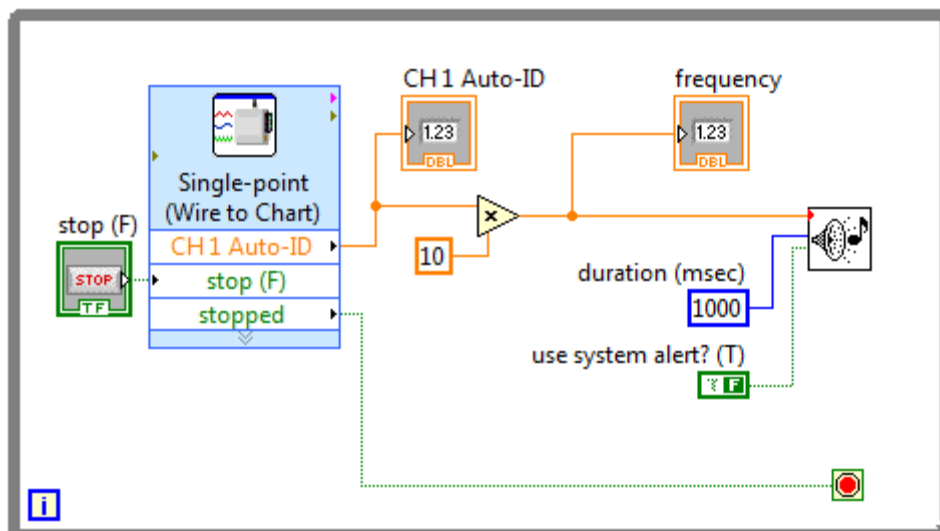 CH 1 Auto-ID
frequency
1.23
DBL
1.23
DBL
Single-point
(Wire to Chart)
stop (F)
CH 1 Auto-ID
10
STOP
TF
stop (F)
duration (msec)
stopped
1000
use system alert? (T)
F
i